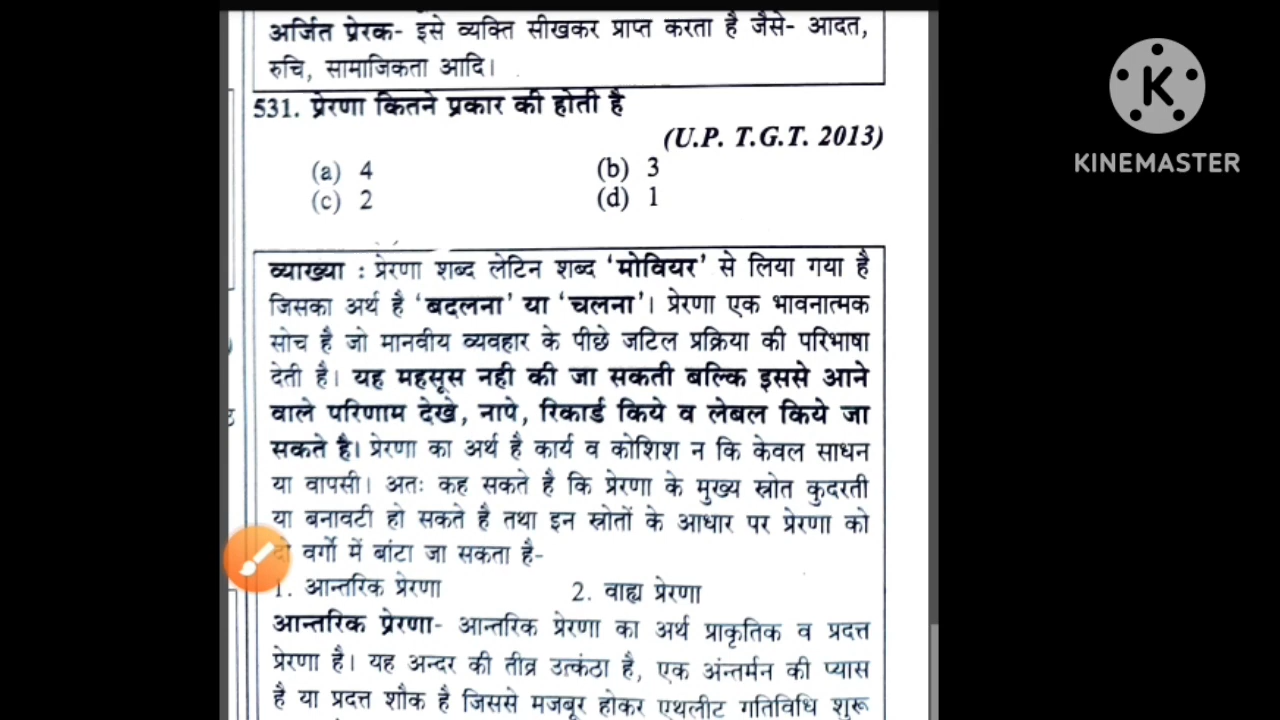 अर्जित प्रेरक- इसे व्यक्ति सीखकर प्राप्त करता है जैसे- आदत,
रुचि, सामाजिकता आदि।
531. प्रेरणा कितने प्रकार की होती है
(U.P. T.G.T. 2013)
(a) 4 (b) 3
(c) 2 (d) 1
व्याख्या : प्रेरणा शब्द लेटिन शब्द ‘मोवियर’ से लिया गया है
जिसका अर्थ है ‘बदलना’ या ‘चलना’। प्रेरणा एक भावनात्मक
सोच है जो मानवीय व्यवहार के पीछे जटिल प्रक्रिया की परिभाषा
देती है। यह महसूस नही की जा सकती बल्कि इससे आने
वाले परिणाम देखे, नापे, रिकार्ड किये व लेबल किये जा
सकते है। प्रेरणा का अर्थ है कार्य व कोशिश न कि केवल साधन
या वापसी। अतः कह सकते है कि प्रेरणा के मुख्य स्रोत कुदरती
या बनावटी हो सकते है तथा इन स्रोतों के आधार पर प्रेरणा को
दो वर्गो में बांटा जा सकता है-
1. आन्तरिक प्रेरणा 2. वाह्य प्रेरणा
आन्तरिक प्रेरणा- आन्तरिक प्रेरणा का अर्थ प्राकृतिक व प्रदत्त
प्रेरणा है। यह अन्दर की तीव्र उत्कंठा है, एक अंन्तर्मन की प्यास
है या प्रदत्त शौक है जिससे मजबूर होकर एथलीट गतिविधि शुरू
K
KINEMASTER